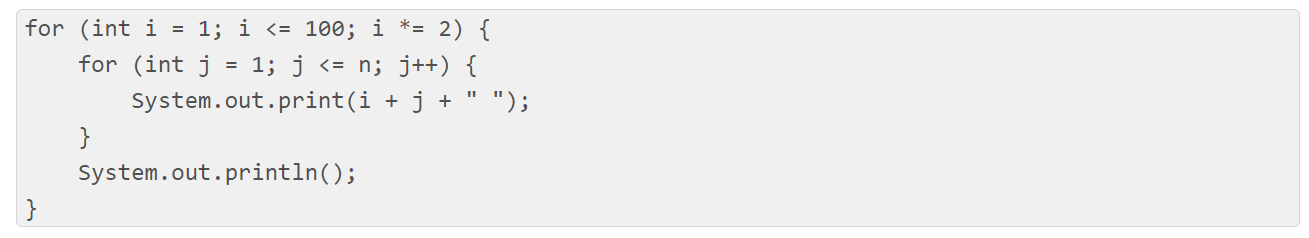 for (int i = 1; i <= 100; i *= 2) {
    for (int j = 1; j <= n; j++) {
        System.out.print(i + j + " ");
    }
    System.out.println();
}